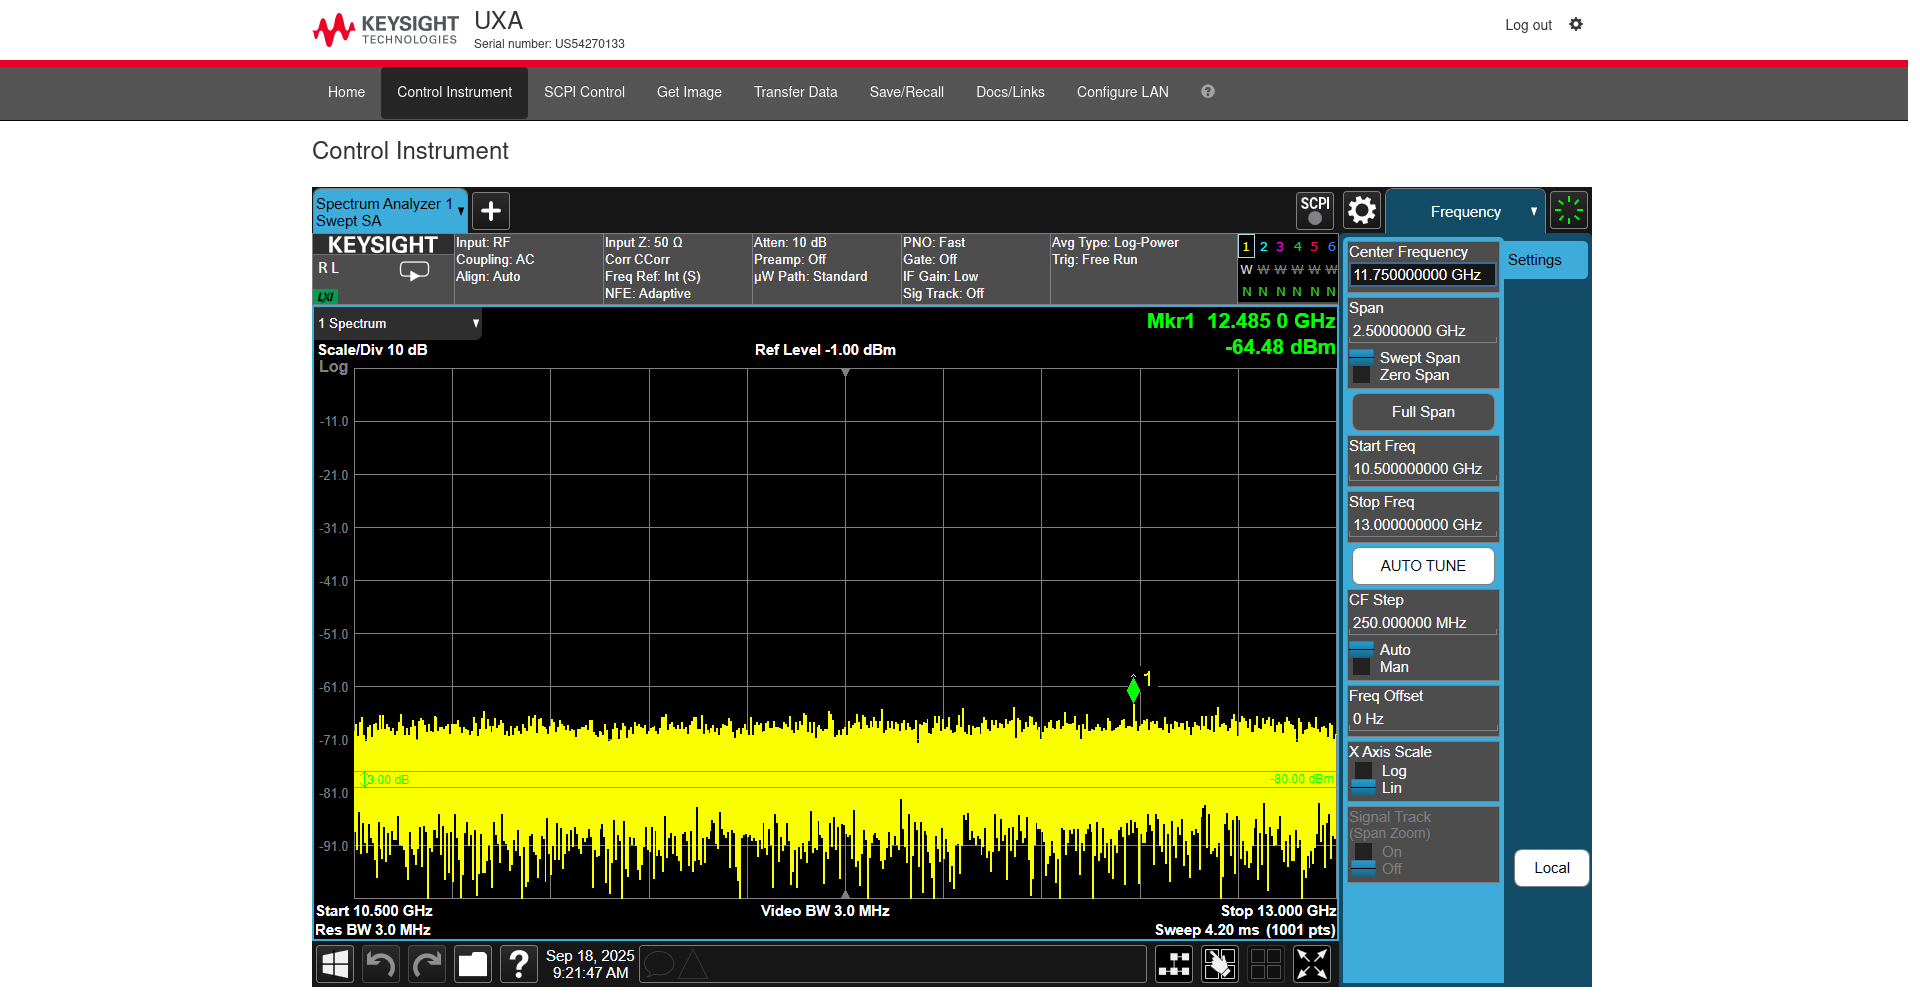 KEYSIGHT
TECHNOLOGIES
UXA
Serial number: US54270133
Log out
Home
Control Instrument
SCPI Control
Get Image
Transfer Data
Save/Recall
Docs/Links
Configure LAN
?
Control Instrument
Spectrum Analyzer 1
Swept SA
SCPI
Frequency
KEYSIGHT
R L
LXI
Input: RF
Coupling: AC
Align: Auto
Input Z: 50 Ω
Corr CCorr
Freq Ref: Int (S)
NFE: Adaptive
Atten: 10 dB
Preamp: Off
µW Path: Standard
PNO: Fast
Gate: Off
IF Gain: Low
Sig Track: Off
Avg Type: Log-Power
Trig: Free Run
1 2 3 4 5 6
W W W W W W
N N N N N N
1 Spectrum
Scale/Div 10 dB
Log
Ref Level -1.00 dBm
Mkr1 12.485 0 GHz
-64.48 dBm
-11.0
-21.0
-31.0
-41.0
-51.0
-61.0
-71.0
-81.0
-91.0
1
3.00 dB
-80.00 dBm
Start 10.500 GHz
Res BW 3.0 MHz
Video BW 3.0 MHz
Stop 13.000 GHz
Sweep 4.20 ms (1001 pts)
Center Frequency
11.750000000 GHz
Span
2.50000000 GHz
Swept Span
Zero Span
Full Span
Start Freq
10.500000000 GHz
Stop Freq
13.000000000 GHz
AUTO TUNE
CF Step
250.000000 MHz
Auto
Man
Freq Offset
0 Hz
X Axis Scale
Log
Lin
Signal Track
(Span Zoom)
On
Off
Settings
Local
?
Sep 18, 2025
9:21:47 AM